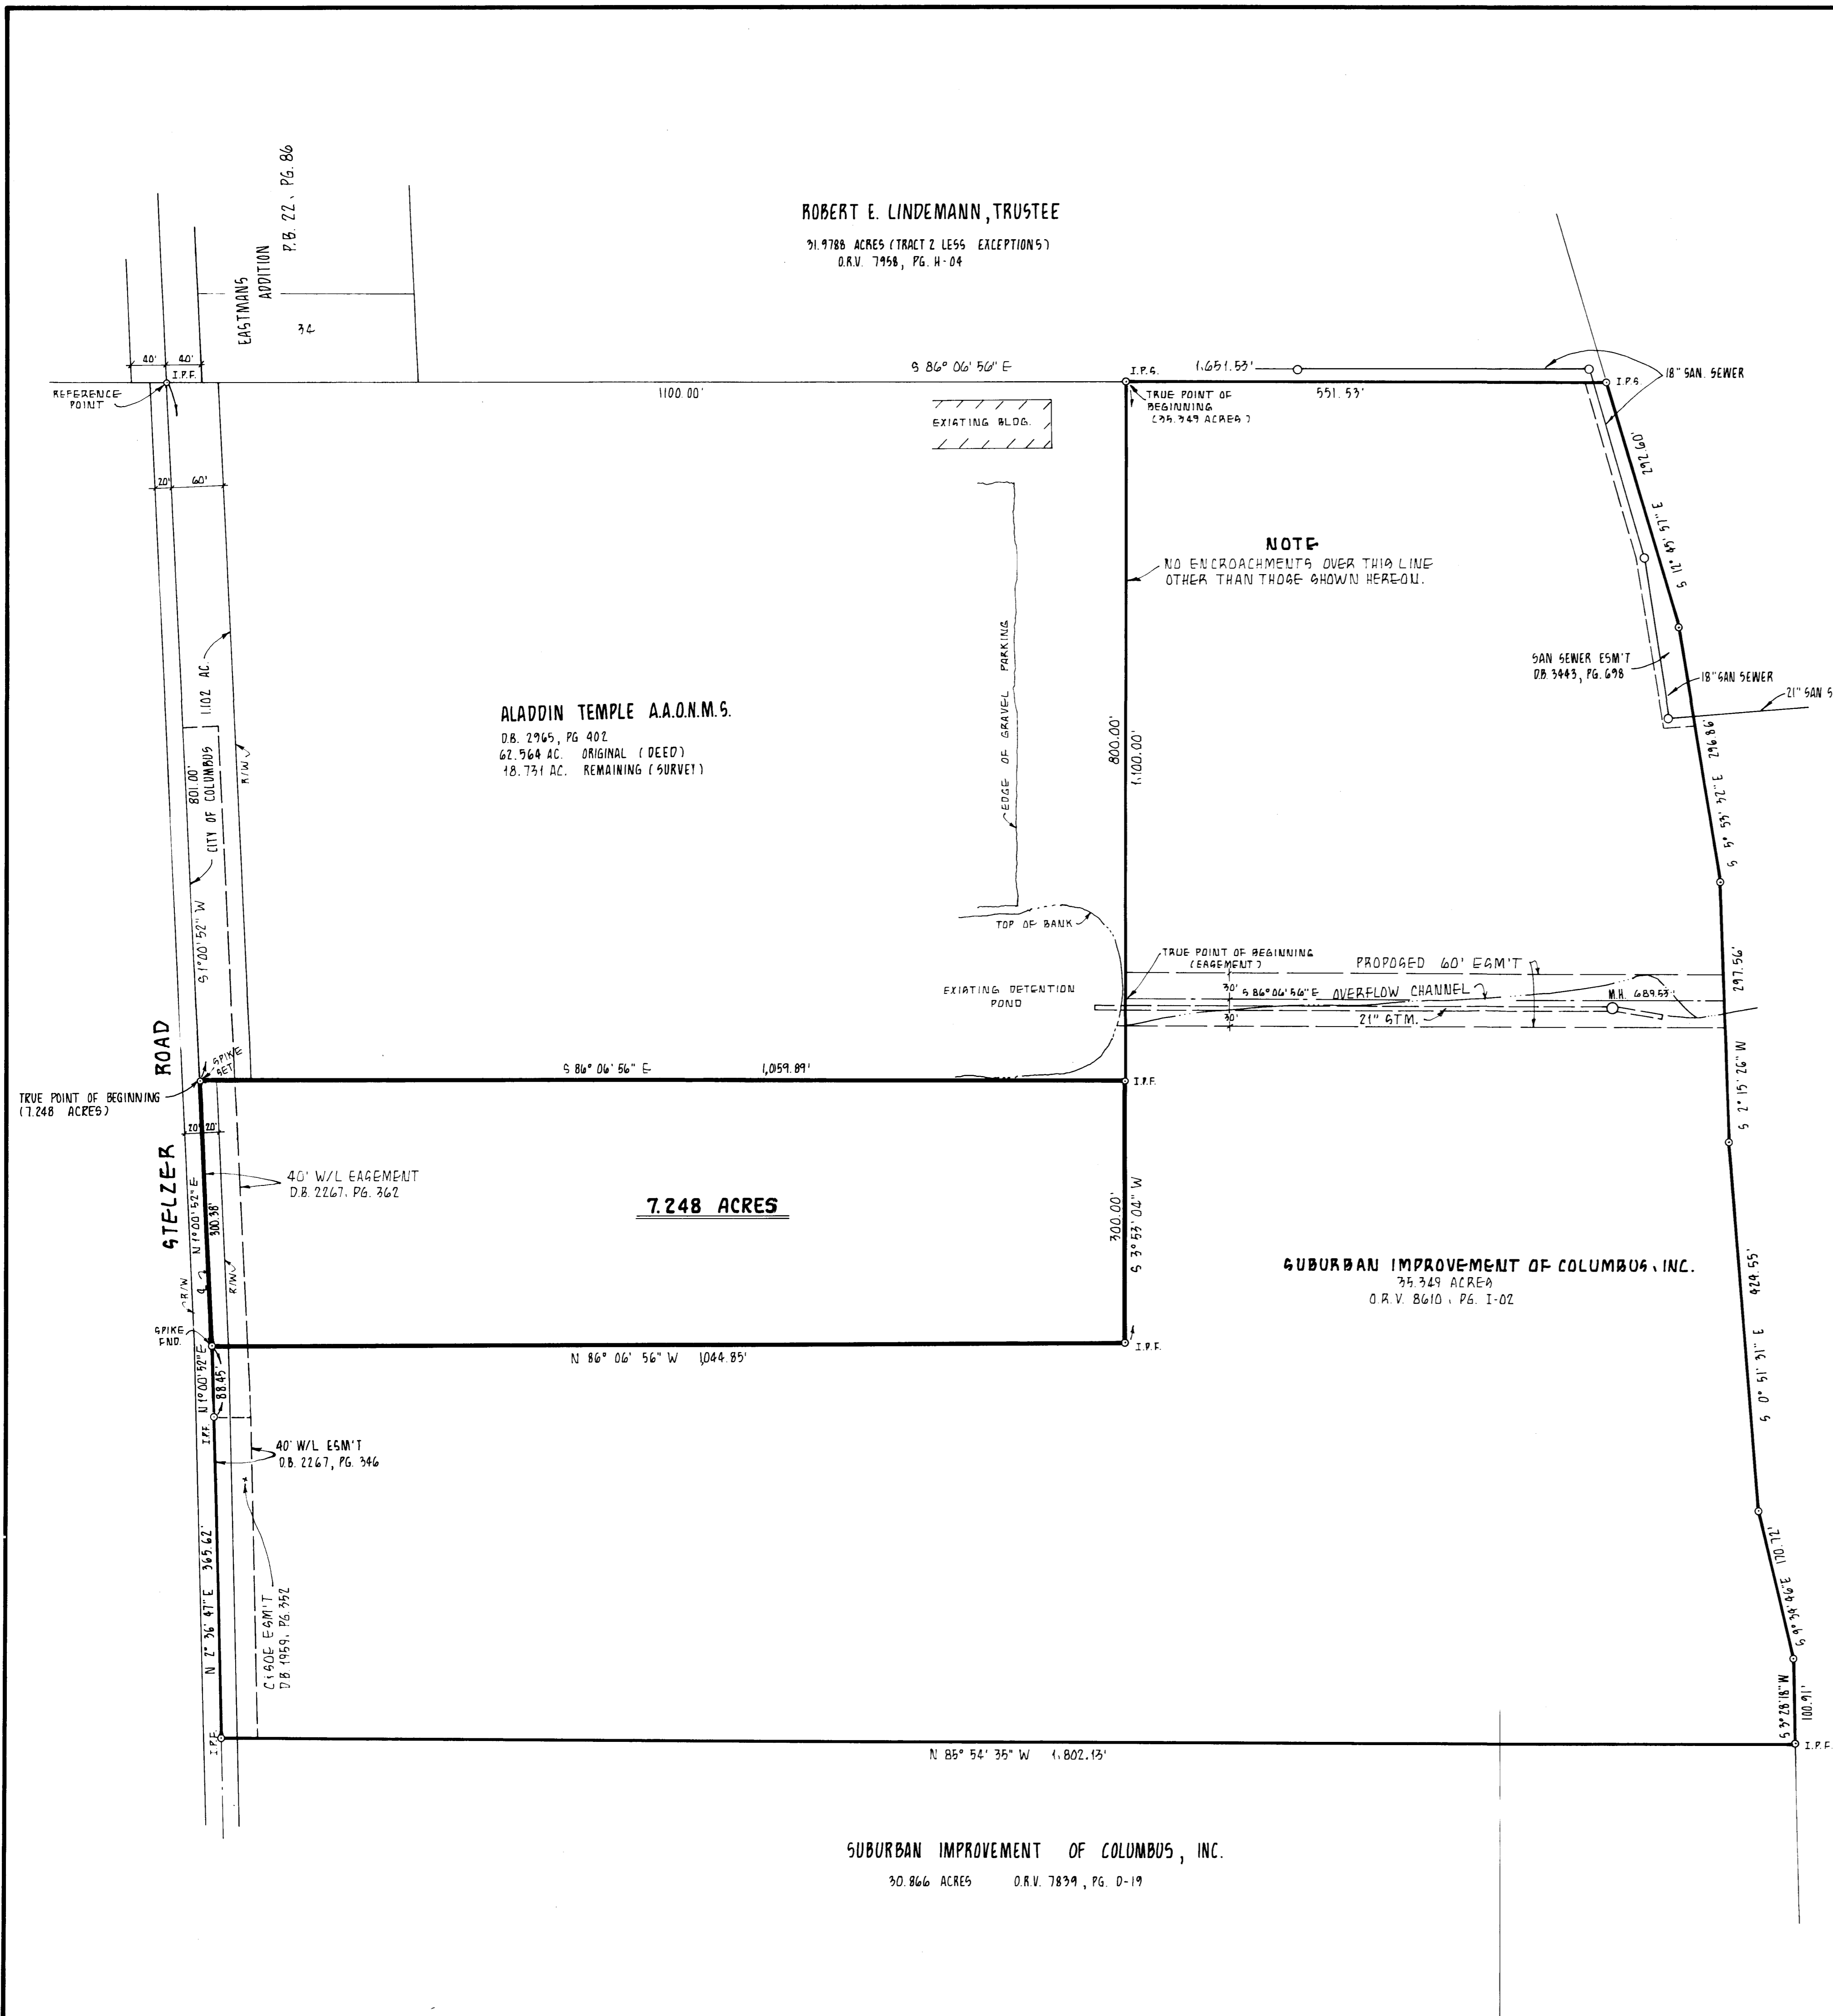 ROBERT E. LINDEMANN, TRUSTEE
31.9788 ACRES (TRACT 2 LESS EXCEPTIONS)
O.R.V. 7958, PG. H-04
EASTMANS
ADDITION
P.B. 22, PG. 86
34
40' 40'
I.P.F.
REFERENCE
POINT
S 86° 06' 56" E
1,651.53'
1100.00'
I.P.S.
551.53'
I.P.S.
18" SAN. SEWER
TRUE POINT OF
BEGINNING
(35.349 ACRES)
EXISTING BLDG.
20' 60'
292.60'
S 12° 45' 57" E
NOTE
NO ENCROACHMENTS OVER THIS LINE
OTHER THAN THOSE SHOWN HEREON.
EDGE OF GRAVEL PARKING
SAN SEWER ESM'T
D.B. 3443, PG. 698
18" SAN SEWER
21" SAN S
1.102 AC.
CITY OF COLUMBUS
801.00'
R/W
S 1° 00' 52" W
ALADDIN TEMPLE A.A.O.N.M.S.
D.B. 2965, PG 402
62.564 AC. ORIGINAL (DEED)
18.731 AC. REMAINING (SURVEY)
800.00'
1,100.00'
S 5° 53' 32" E 296.86'
TOP OF BANK
TRUE POINT OF BEGINNING
(EASEMENT)
PROPOSED 60' ESM'T
30'
S 86° 06' 56" E OVERFLOW CHANNEL
M.H. 689.53'
30'
21" STM.
EXISTING DETENTION
POND
297.56'
S 2° 15' 26" W
STELZER ROAD
SPIKE
SET
S 86° 06' 56" E 1,059.89'
I.P.F.
TRUE POINT OF BEGINNING
(7.248 ACRES)
20' 20'
40' W/L EASEMENT
D.B. 2267, PG. 362
N 1° 00' 52" E
300.38'
R/W
R/W
7.248 ACRES
300.00'
S 3° 53' 04" W
SUBURBAN IMPROVEMENT OF COLUMBUS, INC.
35.349 ACRES
O.R.V. 8610, PG. I-02
424.55'
S 0° 51' 31" E
SPIKE
FND.
I.P.F.
N 86° 06' 56" W 1,044.85'
N 1° 00' 52" E
88.45'
I.P.F.
40' W/L ESM'T
D.B. 2267, PG. 346
N 2° 36' 47" E 365.62'
C&SOE ESM'T
DB 1959, PG. 352
S 9° 34' 46" E 170.72'
S 3° 28' 18" W
100.91'
I.P.F.
I.P.F.
N 85° 54' 35" W 1,802.13'
SUBURBAN IMPROVEMENT OF COLUMBUS, INC.
30.866 ACRES O.R.V. 7839, PG. D-19